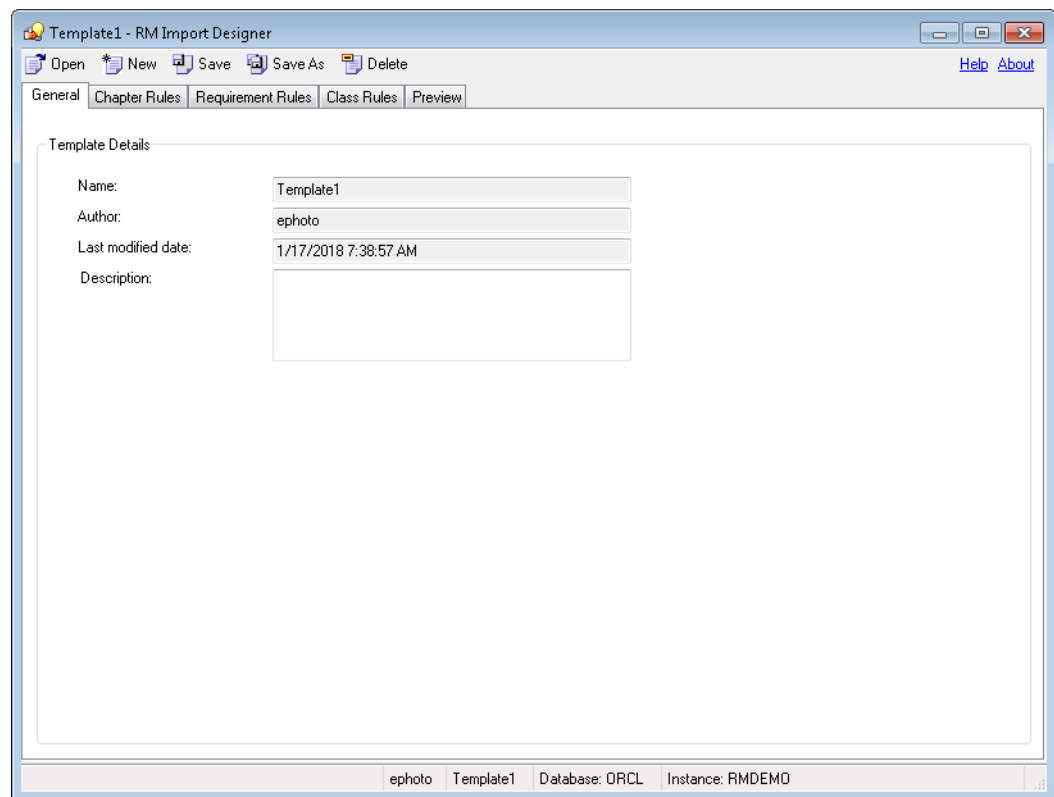 Template1 - RM Import Designer
Open New Save Save As Delete Help About
General Chapter Rules Requirement Rules Class Rules Preview
Template Details
Name: Template1
Author: ephoto
Last modified date: 1/17/2018 7:38:57 AM
Description:
ephoto Template1 Database: ORCL Instance: RMDEMO